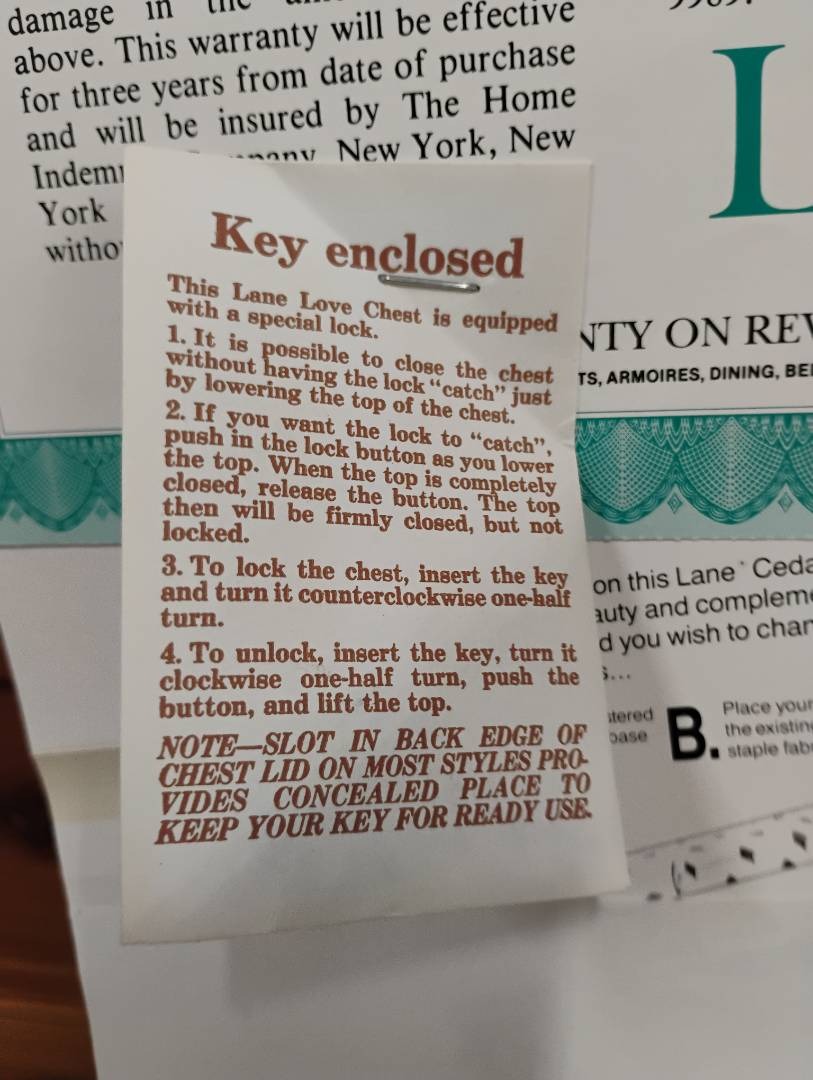 damage in the
above. This warranty will be effective
for three years from date of purchase
and will be insured by The Home
New York, New
York
L
Key enclosed
This Lane Love Chest is equipped
with a special lock.
1. It is possible to close the chest
without having the lock “catch” just
by lowering the top of the chest.
2. If you want the lock to “catch”,
push in the lock button as you lower
the top. When the top is completely
closed, release the button. The top
then will be firmly closed, but not
locked.
3. To lock the chest, insert the key
and turn it counterclockwise one-half
turn.
4. To unlock, insert the key, turn it
clockwise one-half turn, push the
button, and lift the top.
NOTE—SLOT IN BACK EDGE OF
CHEST LID ON MOST STYLES PRO-
VIDES CONCEALED PLACE TO
KEEP YOUR KEY FOR READY USE.
NTY ON REV
TS, ARMOIRES, DINING, BE
on this Lane Ceda
auty and complem
d you wish to char
s...
tered
base
B.
Place your
the existin
staple fab